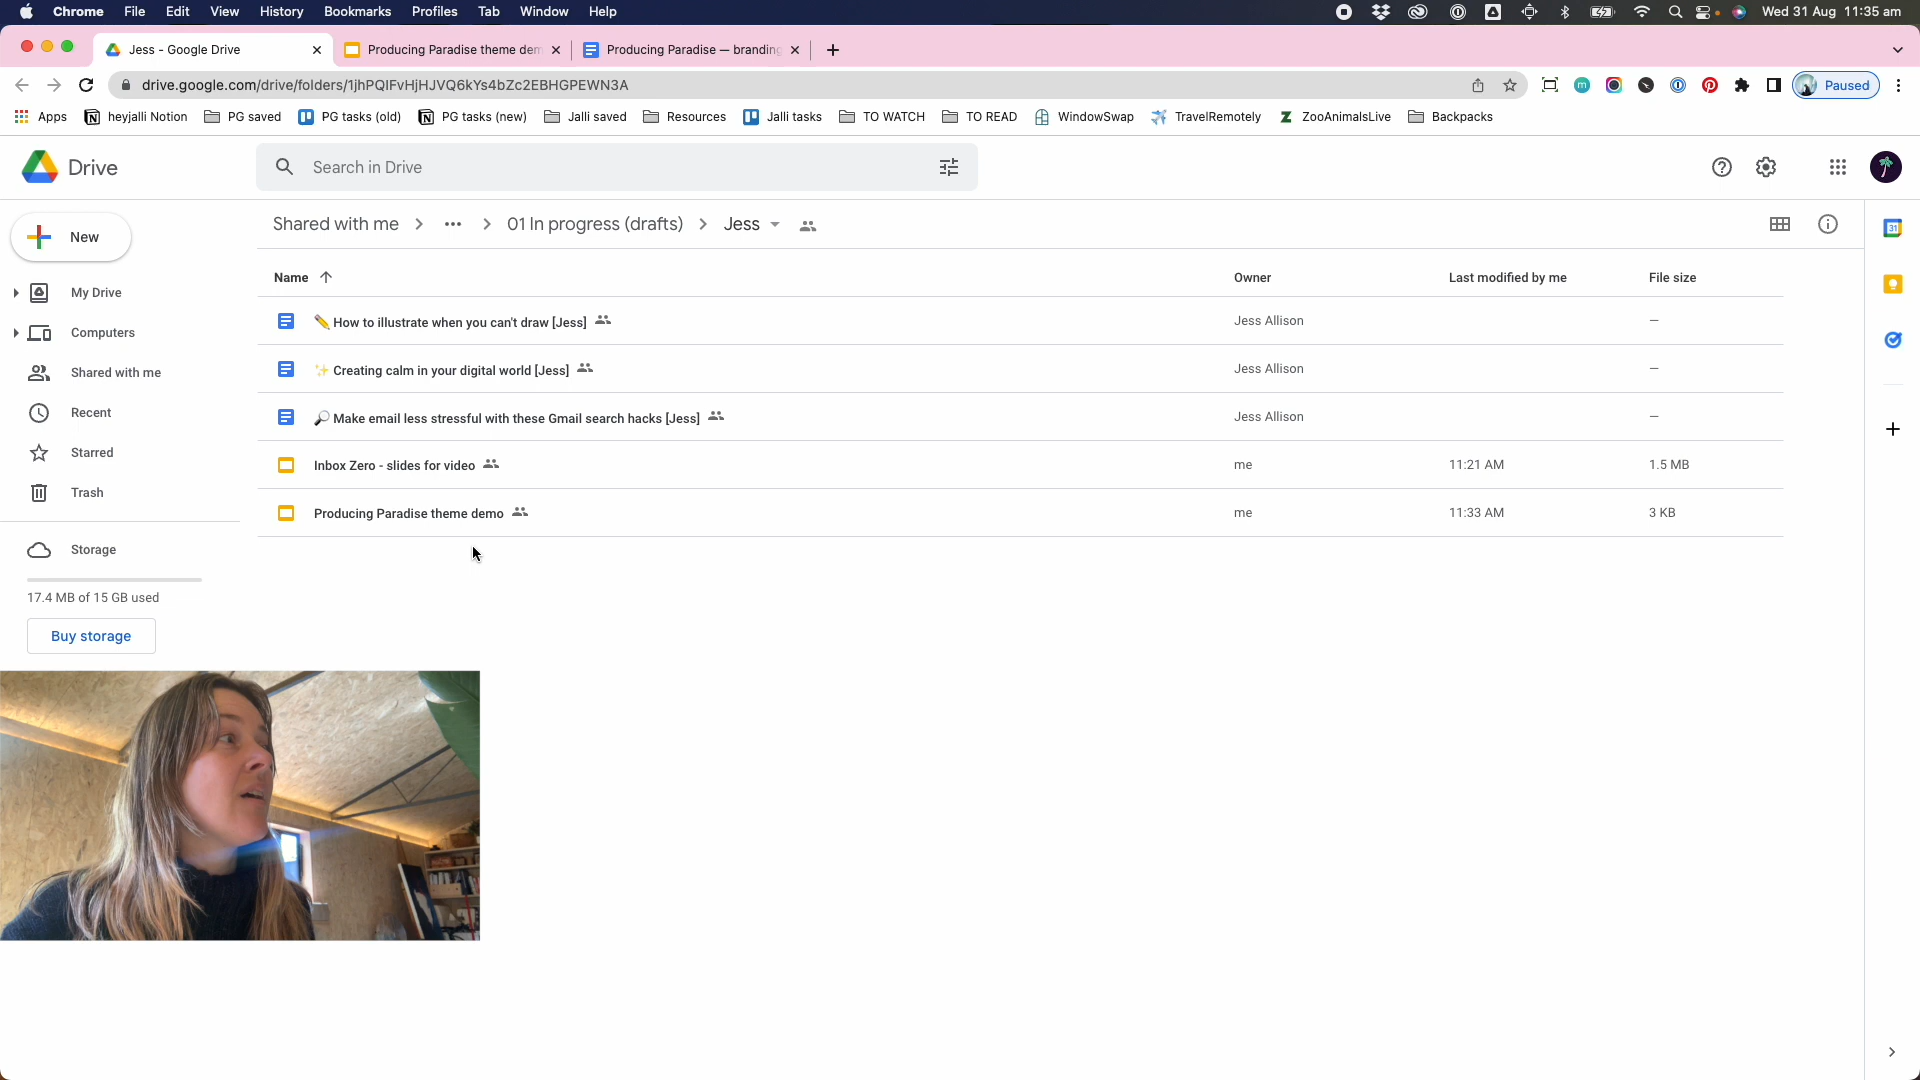 Chrome File Edit View History Bookmarks Profiles Tab Window Help Wed 31 Aug 11:35 am
Jess - Google Drive Producing Paradise theme dem Producing Paradise — branding
drive.google.com/drive/folders/1jhPQIFvHjHJVQ6kYs4bZc2EBHGPEWN3A Paused
Apps heyjalli Notion PG saved PG tasks (old) PG tasks (new) Jalli saved Resources Jalli tasks TO WATCH TO READ WindowSwap TravelRemotely ZooAnimalsLive Backpacks
Drive Search in Drive
New
Shared with me ... 01 In progress (drafts) Jess
Name Owner Last modified by me File size
My Drive
Computers
Shared with me
Recent
Starred
Trash
Storage
17.4 MB of 15 GB used
Buy storage
✏️ How to illustrate when you can't draw [Jess] Jess Allison —
✨ Creating calm in your digital world [Jess] Jess Allison —
🔎 Make email less stressful with these Gmail search hacks [Jess] Jess Allison —
Inbox Zero - slides for video me 11:21 AM 1.5 MB
Producing Paradise theme demo me 11:33 AM 3 KB
31